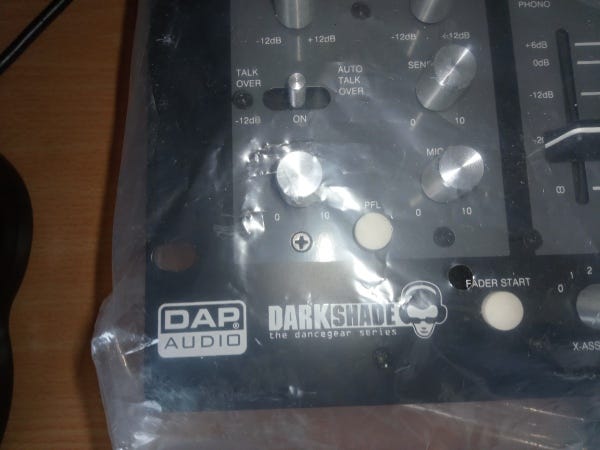 PHONO
-12dB +12dB
-12dB +12dB
+6dB
0dB
TALK OVER
AUTO TALK OVER
SENS
-12dB
-12dB
ON
0 10
MIC
0 10
PFL
0 10
∞
FADER START
0 1 2
DAP®
AUDIO
DARKSHADE
the dancegear series
X-ASS